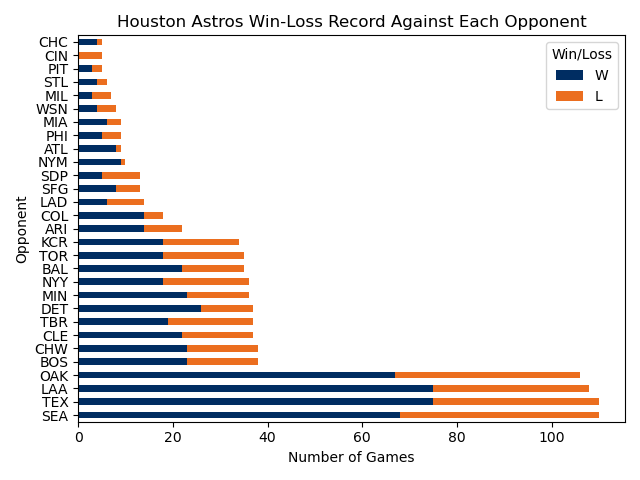 Houston Astros Win-Loss Record Against Each Opponent
Win/Loss
W
L
Opponent
CHC
CIN
PIT
STL
MIL
WSN
MIA
PHI
ATL
NYM
SDP
SFG
LAD
COL
ARI
KCR
TOR
BAL
NYY
MIN
DET
TBR
CLE
CHW
BOS
OAK
LAA
TEX
SEA
0 20 40 60 80 100
Number of Games